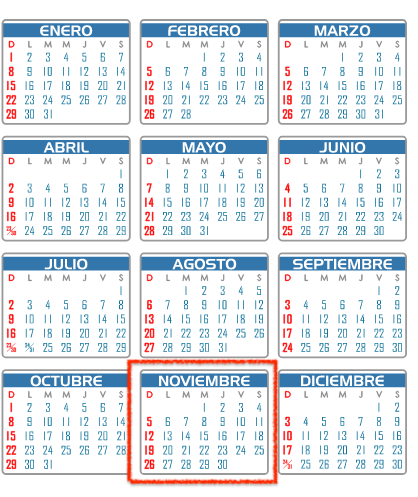 ENERO
D L M M J V S
1 2 3 4 5 6 7
8 9 10 11 12 13 14
15 16 17 18 19 20 21
22 23 24 25 26 27 28
29 30 31
FEBRERO
D L M M J V S
1 2 3 4
5 6 7 8 9 10 11
12 13 14 15 16 17 18
19 20 21 22 23 24 25
26 27 28
MARZO
D L M M J V S
1 2 3 4
5 6 7 8 9 10 11
12 13 14 15 16 17 18
19 20 21 22 23 24 25
26 27 28 29 30 31
ABRIL
D L M M J V S
1
2 3 4 5 6 7 8
9 10 11 12 13 14 15
16 17 18 19 20 21 22
23/30 24 25 26 27 28 29
MAYO
D L M M J V S
1 2 3 4 5 6
7 8 9 10 11 12 13
14 15 16 17 18 19 20
21 22 23 24 25 26 27
28 29 30 31
JUNIO
D L M M J V S
1 2 3
4 5 6 7 8 9 10
11 12 13 14 15 16 17
18 19 20 21 22 23 24
25 26 27 28 29 30
JULIO
D L M M J V S
1
2 3 4 5 6 7 8
9 10 11 12 13 14 15
16 17 18 19 20 21 22
23/30 24/31 25 26 27 28 29
AGOSTO
D L M M J V S
1 2 3 4 5
6 7 8 9 10 11 12
13 14 15 16 17 18 19
20 21 22 23 24 25 26
27 28 29 30 31
SEPTIEMBRE
D L M M J V S
1 2
3 4 5 6 7 8 9
10 11 12 13 14 15 16
17 18 19 20 21 22 23
24 25 26 27 28 29 30
OCTUBRE
D L M M J V S
1 2 3 4 5 6 7
8 9 10 11 12 13 14
15 16 17 18 19 20 21
22 23 24 25 26 27 28
29 30 31
NOVIEMBRE
D L M M J V S
1 2 3 4
5 6 7 8 9 10 11
12 13 14 15 16 17 18
19 20 21 22 23 24 25
26 27 28 29 30
DICIEMBRE
D L M M J V S
1 2
3 4 5 6 7 8 9
10 11 12 13 14 15 16
17 18 19 20 21 22 23
24/31 25 26 27 28 29 30